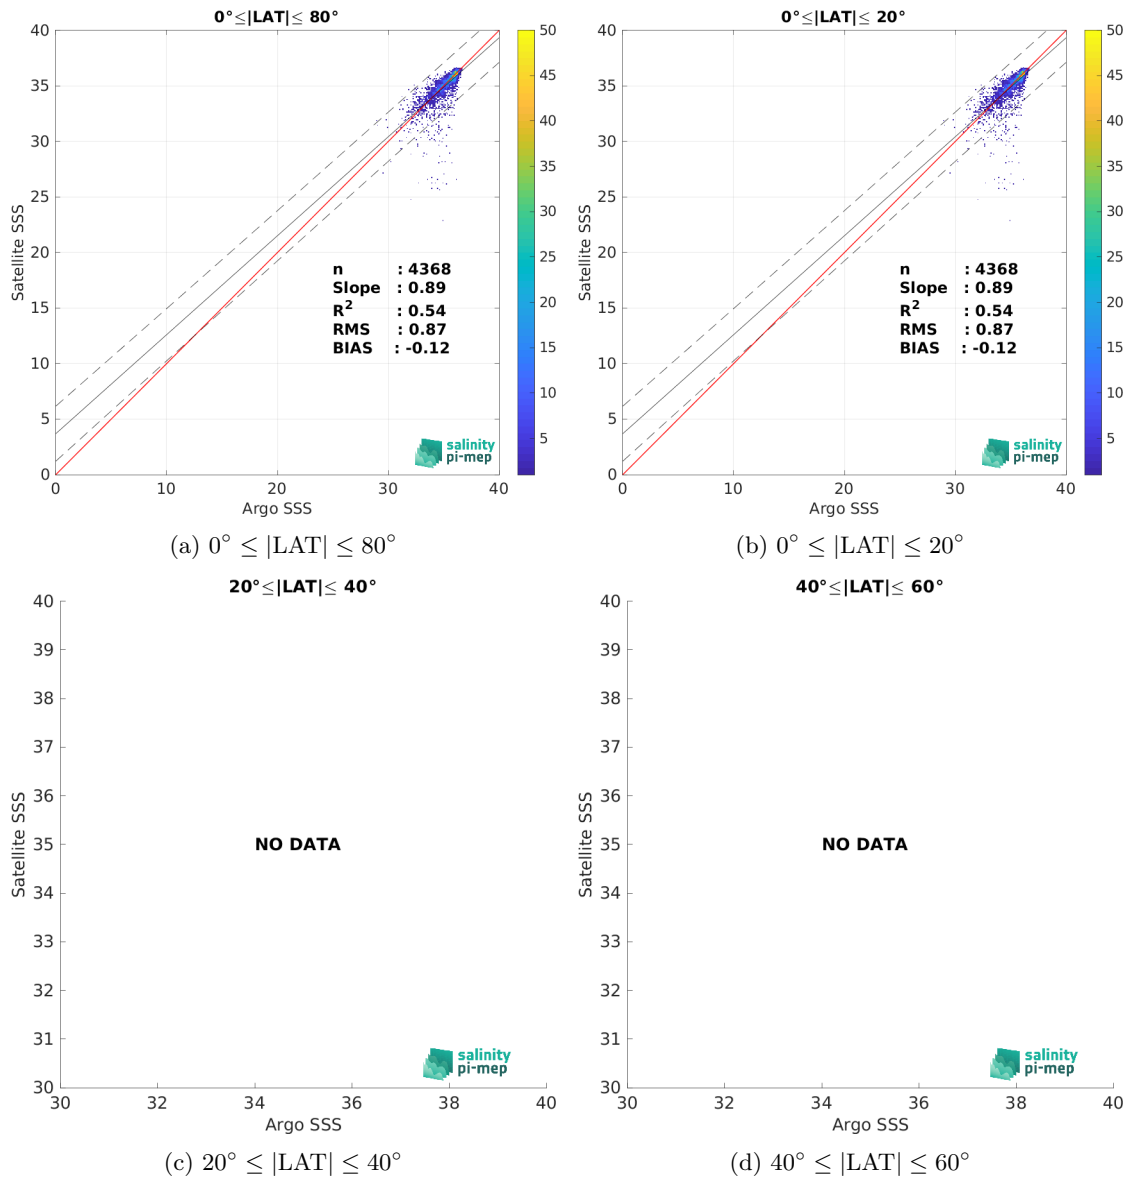 0°≤|LAT|≤ 80°
40
35
30
25
20
15
10
5
0
Satellite SSS
0
10
20
30
40
Argo SSS
50
45
40
35
30
25
20
15
10
5
n : 4368
Slope : 0.89
R² : 0.54
RMS : 0.87
BIAS : -0.12
salinity
pi-mep
(a) 0° ≤ |LAT| ≤ 80°
0°≤|LAT|≤ 20°
40
35
30
25
20
15
10
5
0
Satellite SSS
0
10
20
30
40
Argo SSS
50
45
40
35
30
25
20
15
10
5
n : 4368
Slope : 0.89
R² : 0.54
RMS : 0.87
BIAS : -0.12
salinity
pi-mep
(b) 0° ≤ |LAT| ≤ 20°
20°≤|LAT|≤ 40°
40
39
38
37
36
35
34
33
32
31
30
Satellite SSS
NO DATA
salinity
pi-mep
30
32
34
36
38
40
Argo SSS
(c) 20° ≤ |LAT| ≤ 40°
40°≤|LAT|≤ 60°
40
39
38
37
36
35
34
33
32
31
30
Satellite SSS
NO DATA
salinity
pi-mep
30
32
34
36
38
40
Argo SSS
(d) 40° ≤ |LAT| ≤ 60°